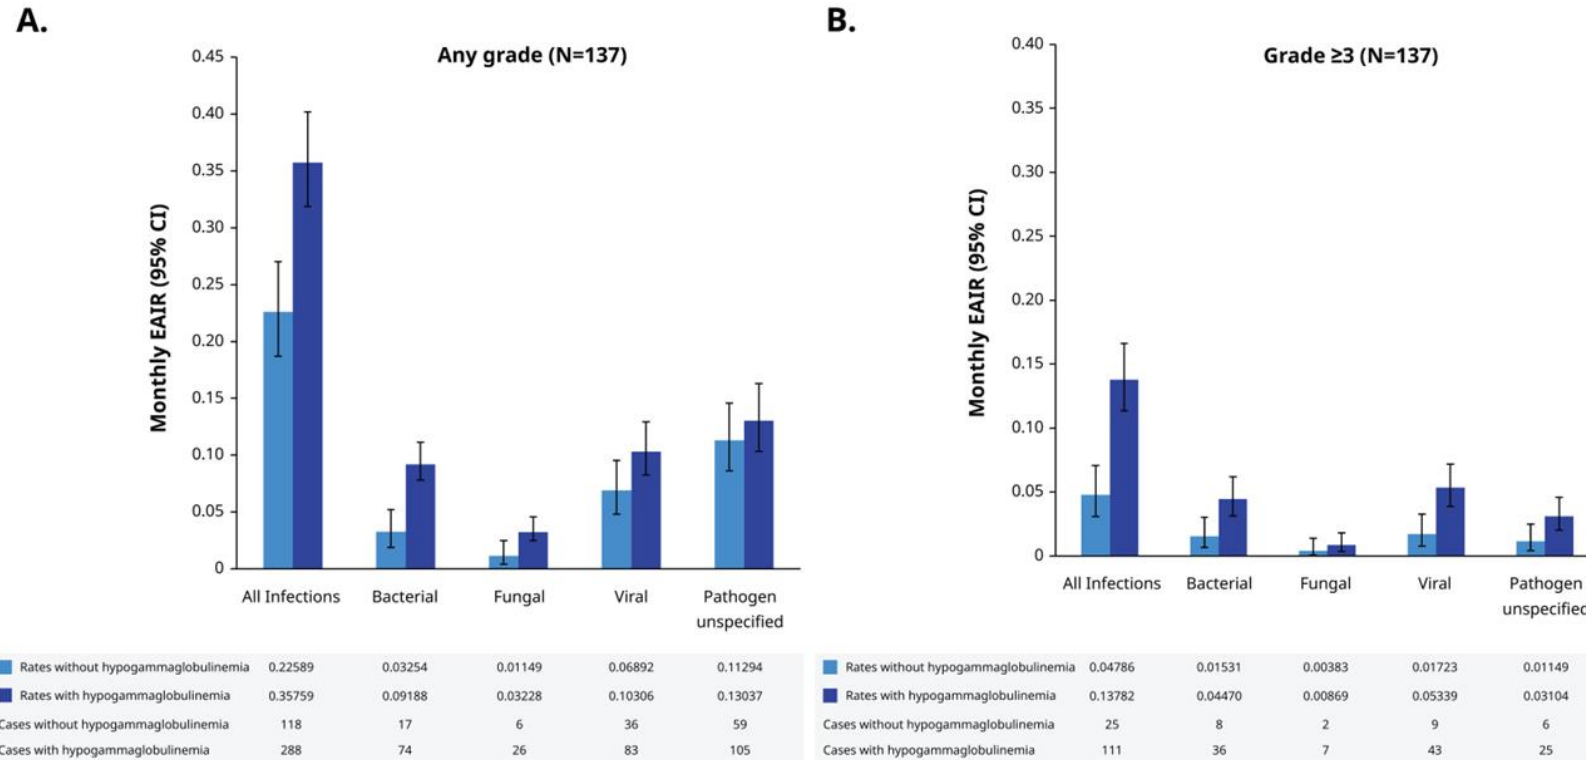 A.
Any grade (N=137)
Monthly EAIR (95% CI)
0.45
0.40
0.35
0.30
0.25
0.20
0.15
0.10
0.05
0
All Infections Bacterial Fungal Viral Pathogen
unspecified
Rates without hypogammaglobulinemia 0.22589 0.03254 0.01149 0.06892 0.11294
Rates with hypogammaglobulinemia 0.35759 0.09188 0.03228 0.10306 0.13037
Cases without hypogammaglobulinemia 118 17 6 36 59
Cases with hypogammaglobulinemia 288 74 26 83 105
B.
Grade ≥3 (N=137)
Monthly EAIR (95% CI)
0.40
0.35
0.30
0.25
0.20
0.15
0.10
0.05
0
All Infections Bacterial Fungal Viral Pathogen
unspecified
Rates without hypogammaglobulinemia 0.04786 0.01531 0.00383 0.01723 0.01149
Rates with hypogammaglobulinemia 0.13782 0.04470 0.00869 0.05339 0.03104
Cases without hypogammaglobulinemia 25 8 2 9 6
Cases with hypogammaglobulinemia 111 36 7 43 25